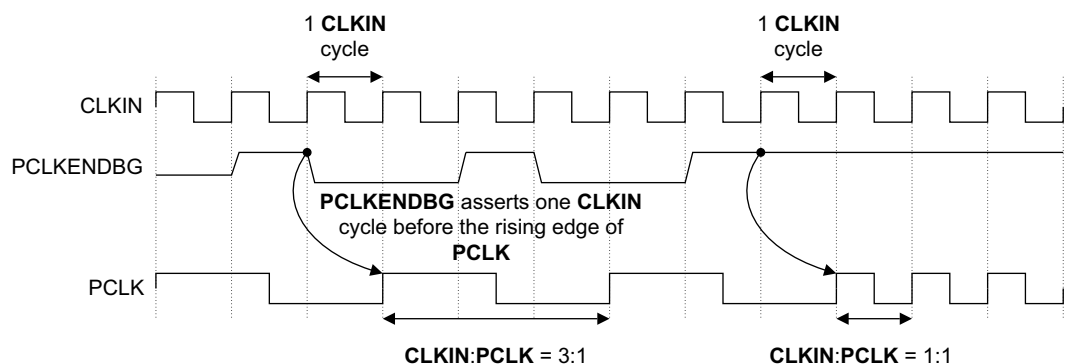 1 CLKIN
cycle
1 CLKIN
cycle
CLKIN
PCLKENDBG
PCLKENDBG asserts one CLKIN
cycle before the rising edge of
PCLK
PCLK
CLKIN:PCLK = 3:1
CLKIN:PCLK = 1:1